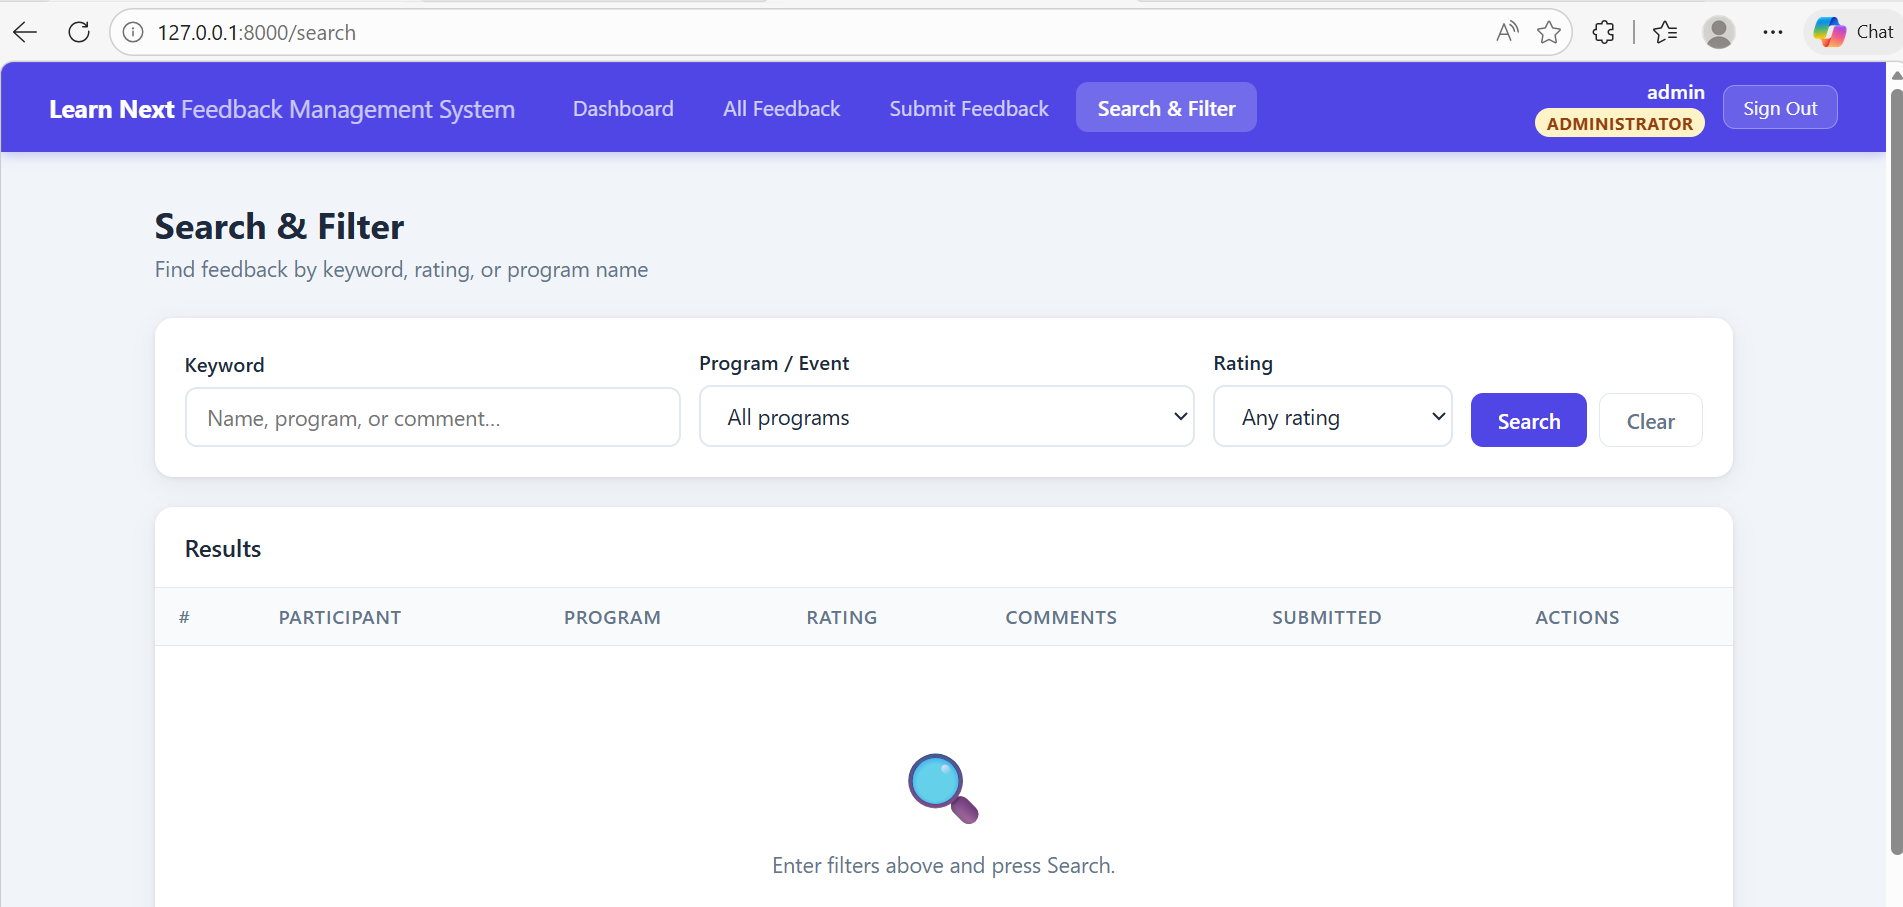 127.0.0.1:8000/search
Chat
Learn Next Feedback Management System
Dashboard
All Feedback
Submit Feedback
Search & Filter
admin
ADMINISTRATOR
Sign Out
Search & Filter
Find feedback by keyword, rating, or program name
Keyword
Program / Event
Rating
Name, program, or comment...
All programs
Any rating
Search
Clear
Results
# PARTICIPANT PROGRAM RATING COMMENTS SUBMITTED ACTIONS
Enter filters above and press Search.